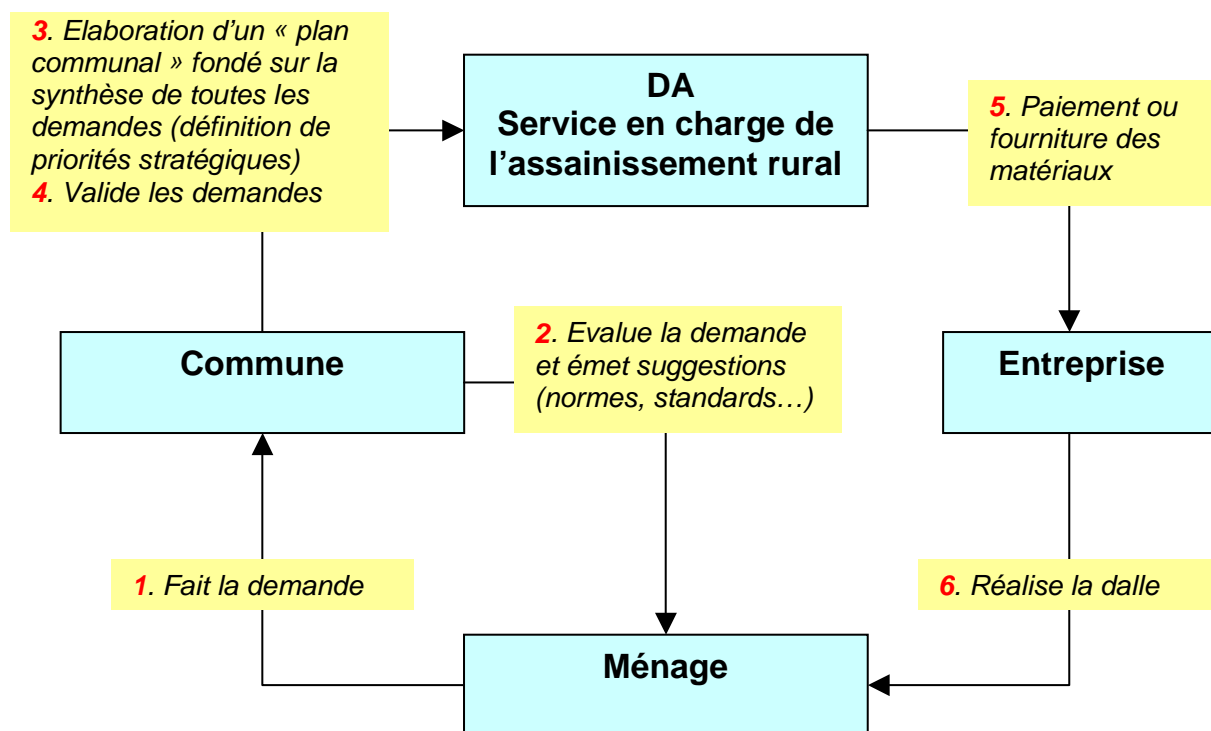 3. Elaboration d’un « plan
communal » fondé sur la
synthèse de toutes les
demandes (définition de
priorités stratégiques)
4. Valide les demandes
DA
Service en charge de
l’assainissement rural
5. Paiement ou
fourniture des
matériaux
Commune
2. Evalue la demande
et émet suggestions
(normes, standards…)
Entreprise
1. Fait la demande
6. Réalise la dalle
Ménage